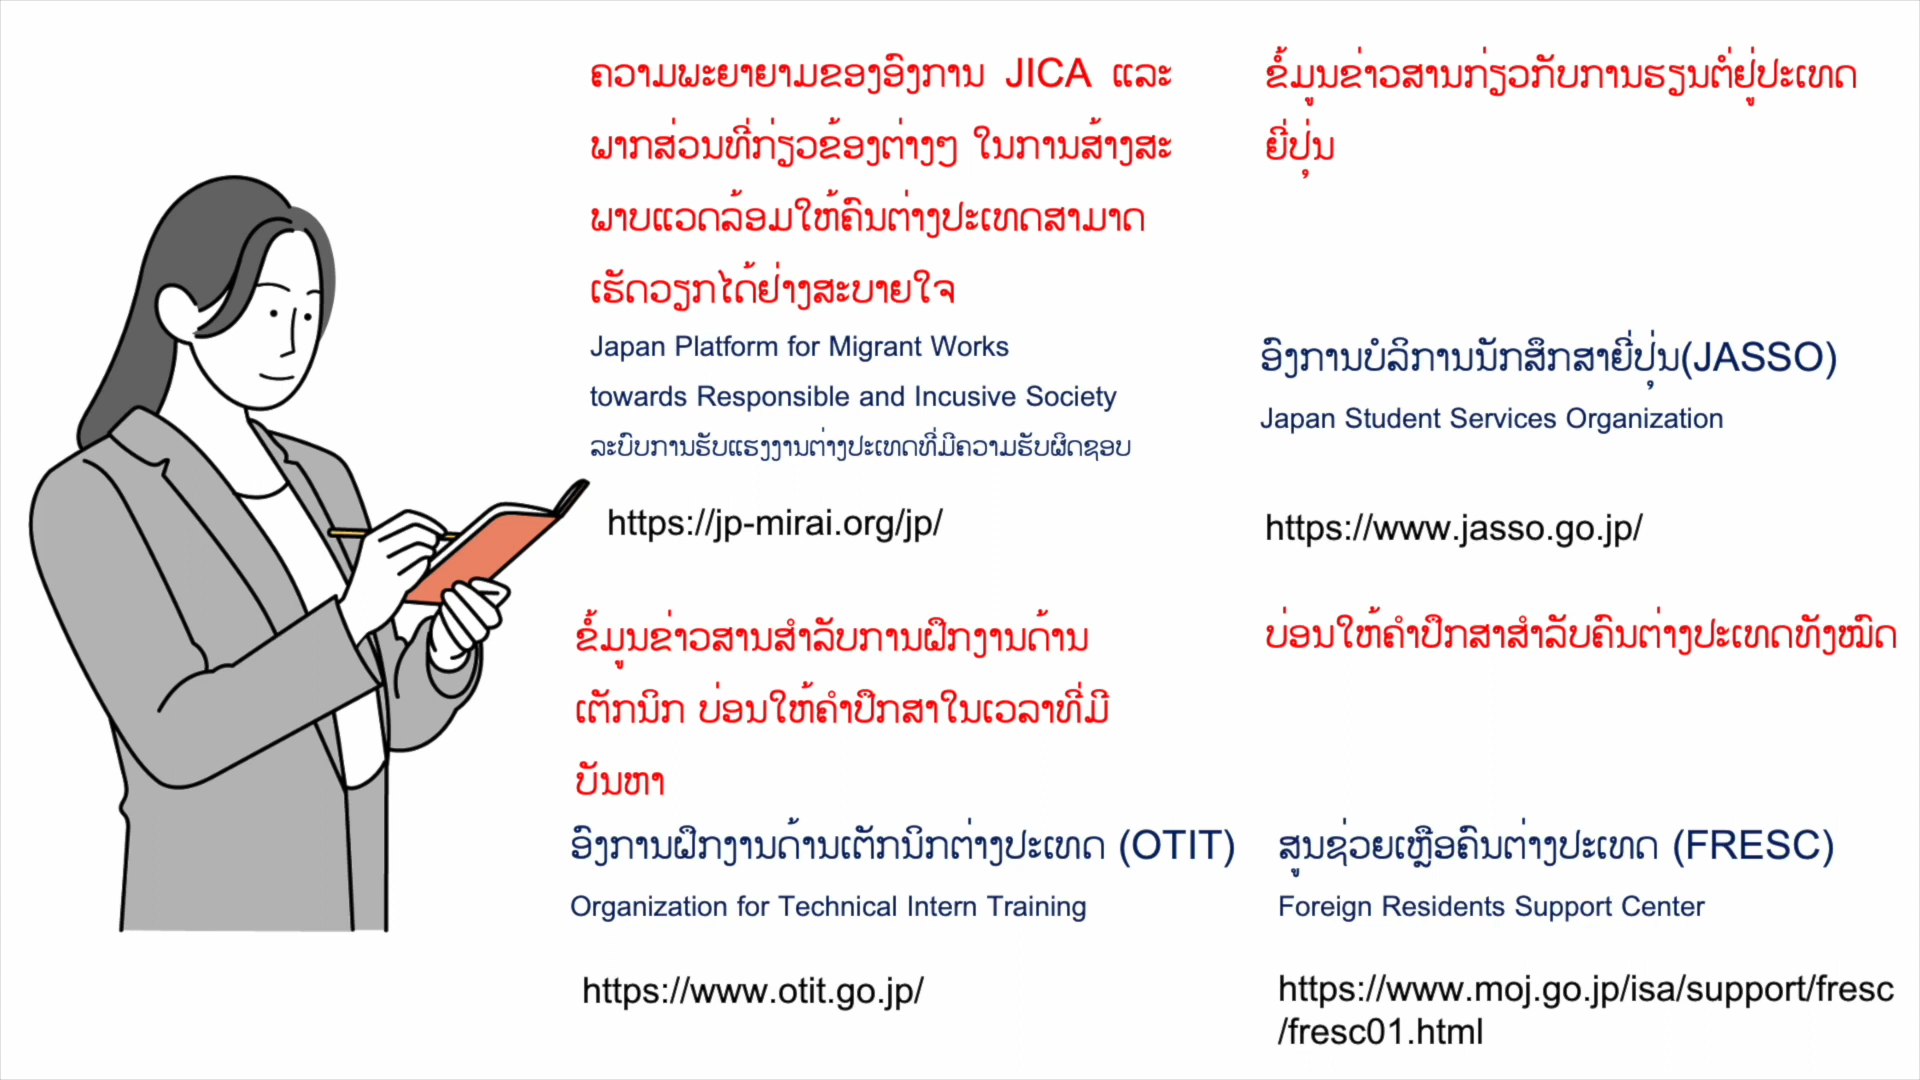 ຄວາມພະຍາຍາມຂອງອົງການ JICA ແລະ
ພາກສ່ວນທີ່ກ່ຽວຂ້ອງຕ່າງໆ ໃນການສ້າງສະ
ພາບແວດລ້ອມໃຫ້ຄົນຕ່າງປະເທດສາມາດ
ເຮັດວຽກໄດ້ຢ່າງສະບາຍໃຈ
Japan Platform for Migrant Works
towards Responsible and Incusive Society
ລະບົບການຮັບແຮງງານຕ່າງປະເທດທີ່ມີຄວາມຮັບຜິດຊອບ
https://jp-mirai.org/jp/
ຂໍ້ມູນຂ່າວສານກ່ຽວກັບການຮຽນຕໍ່ຢູ່ປະເທດ
ຍີ່ປຸ່ນ
ອົງການບໍລິການນັກສຶກສາຍີ່ປຸ່ນ(JASSO)
Japan Student Services Organization
https://www.jasso.go.jp/
ຂໍ້ມູນຂ່າວສານສຳລັບການຝຶກງານດ້ານ
ເຕັກນິກ ບ່ອນໃຫ້ຄຳປຶກສາໃນເວລາທີ່ມີ
ບັນຫາ
ອົງການຝຶກງານດ້ານເຕັກນິກຕ່າງປະເທດ (OTIT)
Organization for Technical Intern Training
https://www.otit.go.jp/
ບ່ອນໃຫ້ຄຳປຶກສາສຳລັບຄົນຕ່າງປະເທດທັງໝົດ
ສູນຊ່ວຍເຫຼືອຄົນຕ່າງປະເທດ (FRESC)
Foreign Residents Support Center
https://www.moj.go.jp/isa/support/fresc
/fresc01.html